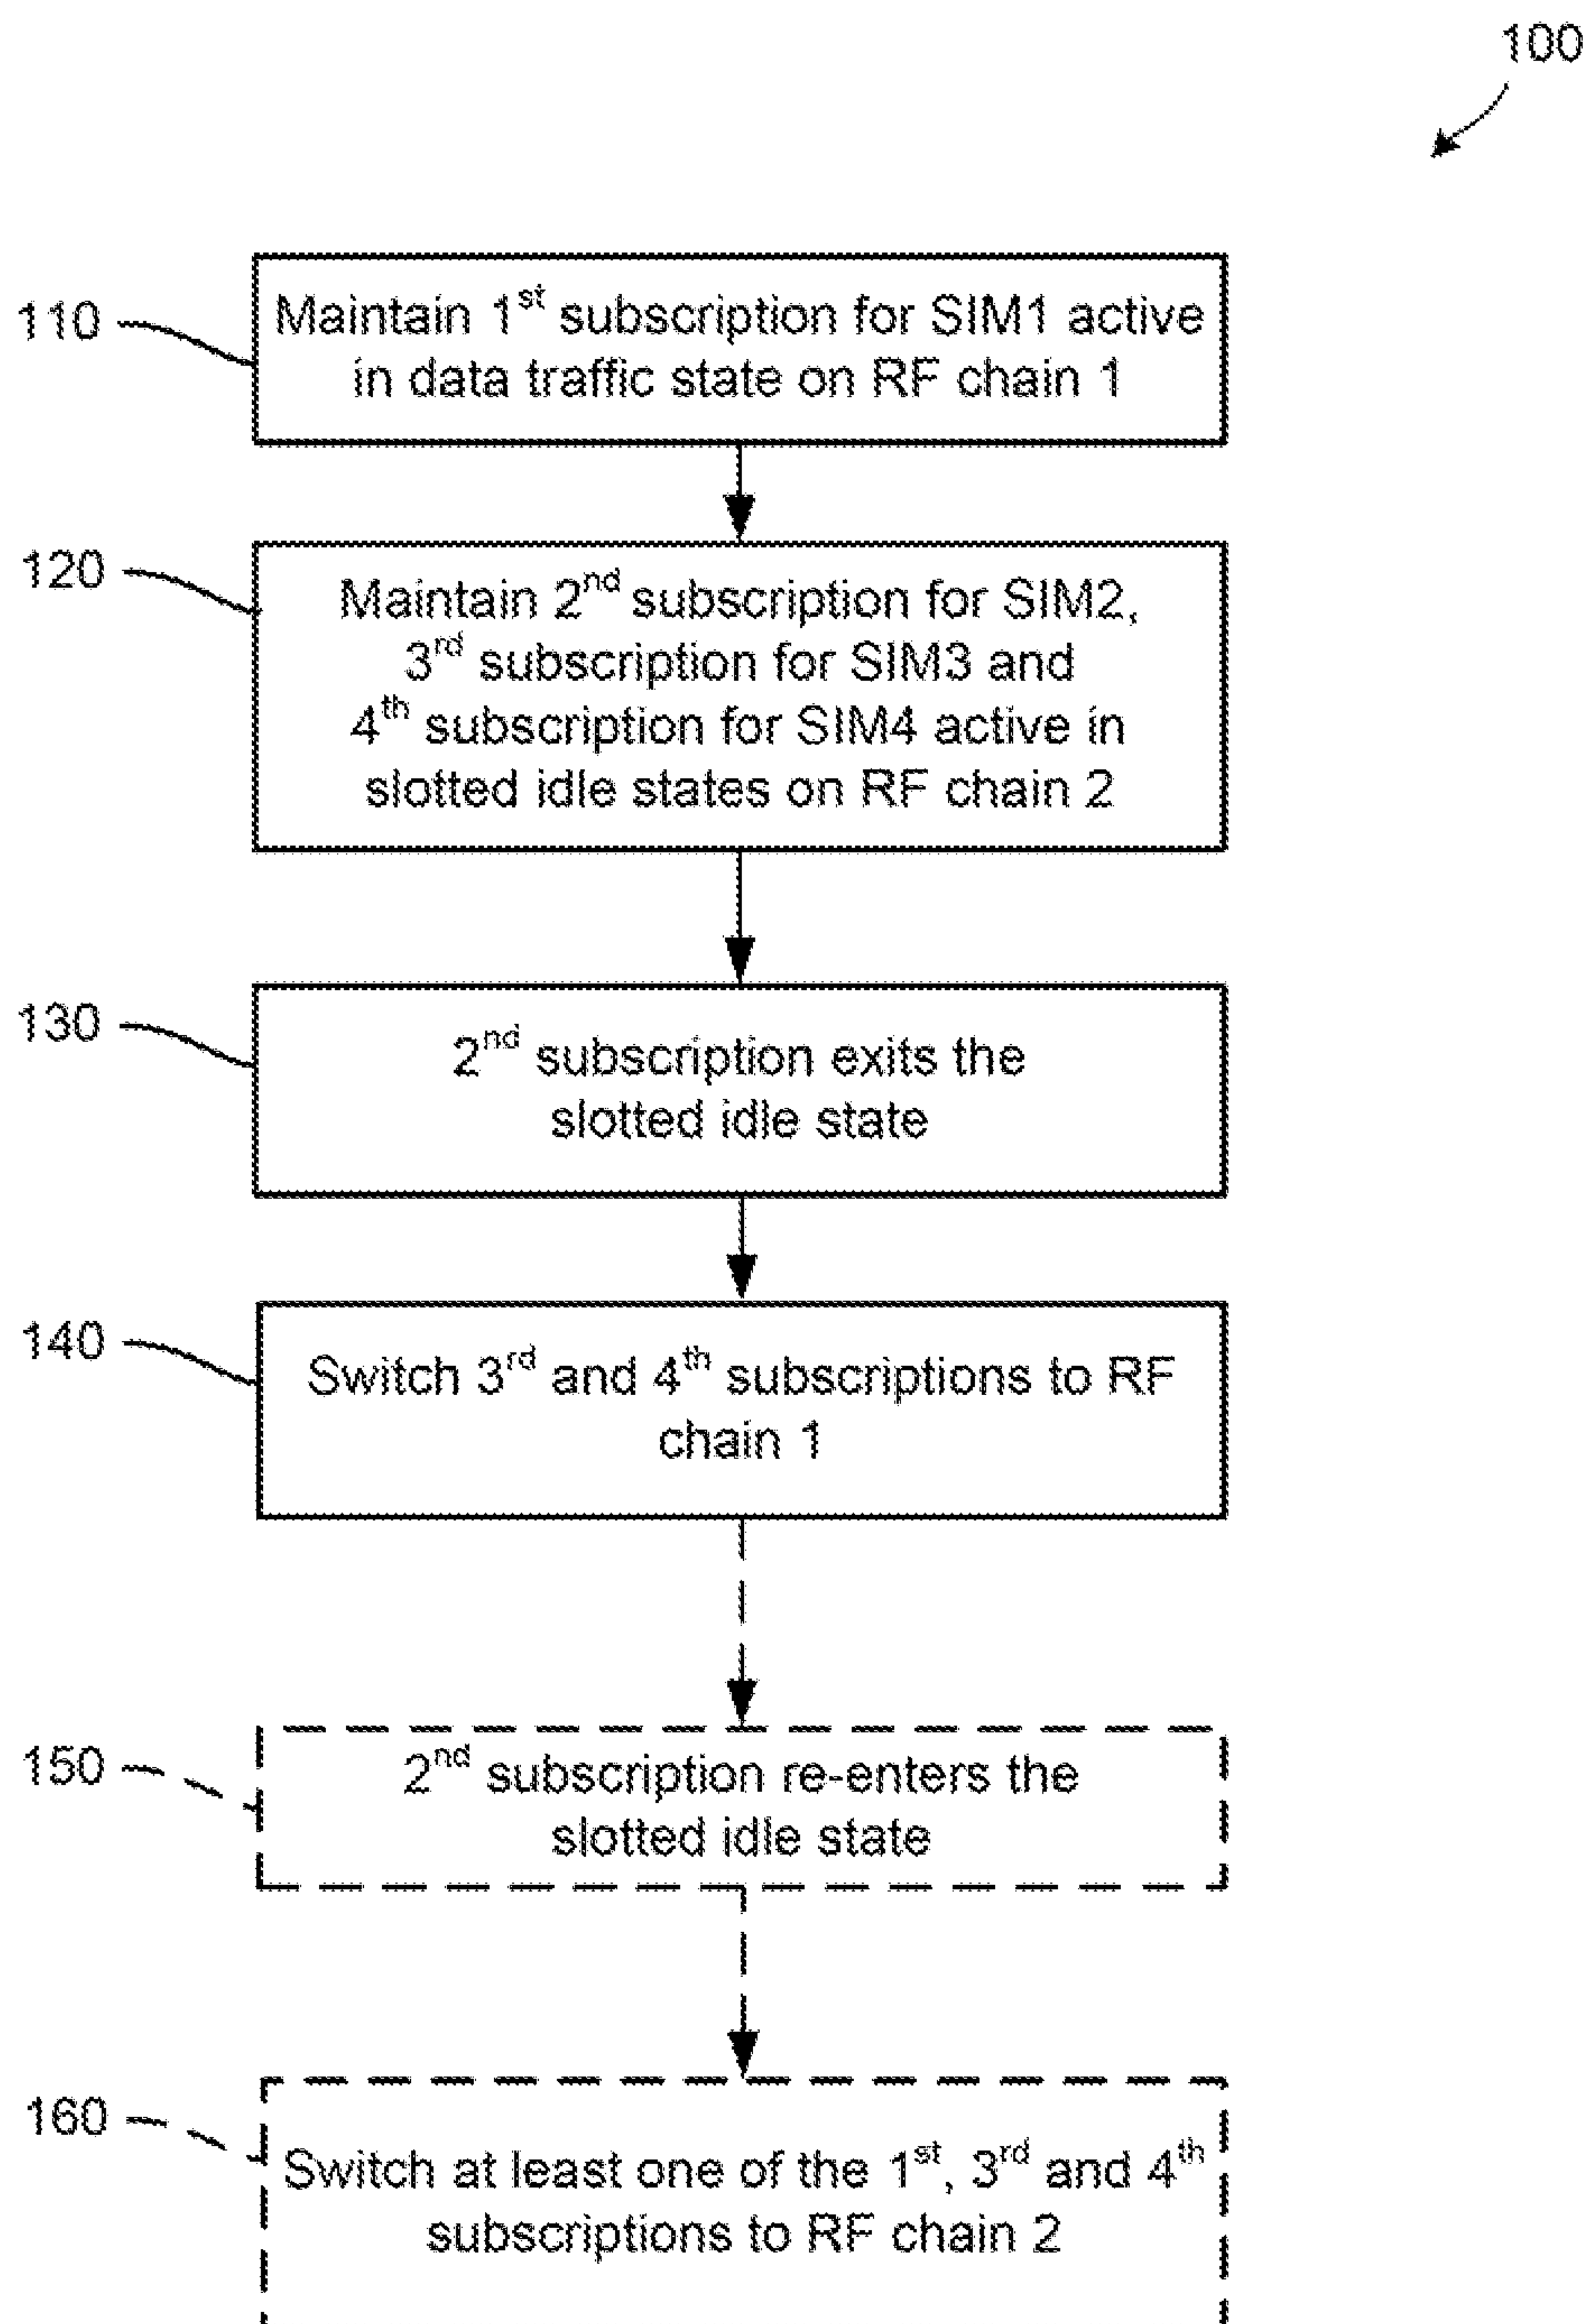 100
110
Maintain 1st subscription for SIM1 active
in data traffic state on RF chain 1
120
Maintain 2nd subscription for SIM2,
3rd subscription for SIM3 and
4th subscription for SIM4 active in
slotted idle states on RF chain 2
130
2nd subscription exits the
slotted idle state
140
Switch 3rd and 4th subscriptions to RF
chain 1
150
2nd subscription re-enters the
slotted idle state
160
Switch at least one of the 1st, 3rd and 4th
subscriptions to RF chain 2